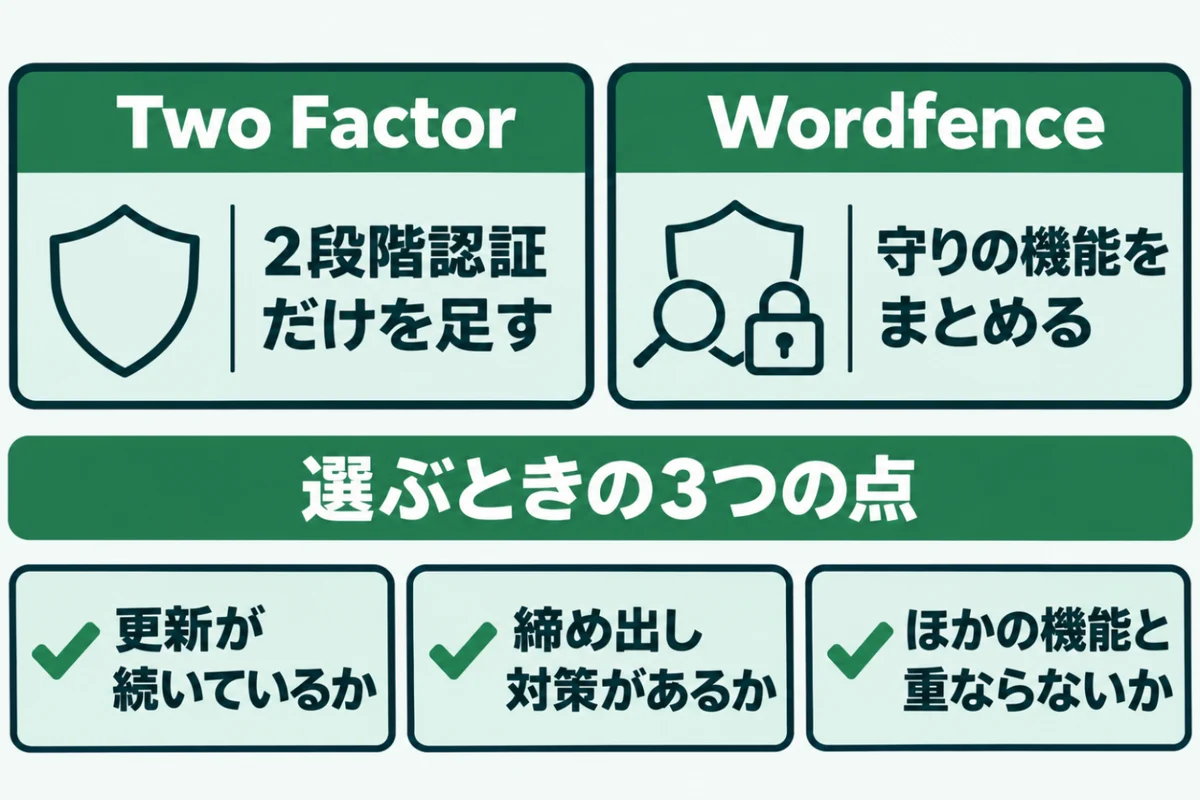 Two Factor
2段階認証
だけを足す
Wordfence
守りの機能を
まとめる
選ぶときの3つの点
更新が
続いているか
締め出し
対策があるか
ほかの機能と
重ならないか